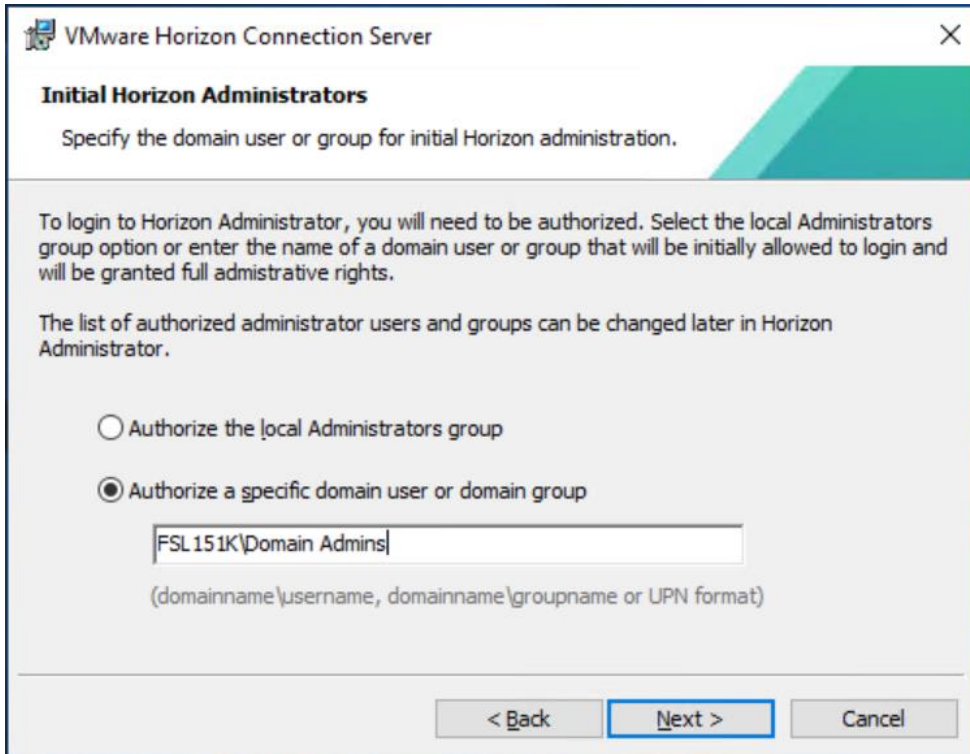 VMware Horizon Connection Server
Initial Horizon Administrators
Specify the domain user or group for initial Horizon administration.
To login to Horizon Administrator, you will need to be authorized. Select the local Administrators
group option or enter the name of a domain user or group that will be initially allowed to login and
will be granted full admistrative rights.
The list of authorized administrator users and groups can be changed later in Horizon
Administrator.
Authorize the local Administrators group
Authorize a specific domain user or domain group
FSL151K\Domain Admins
(domainname\username, domainname\groupname or UPN format)
< Back
Next >
Cancel